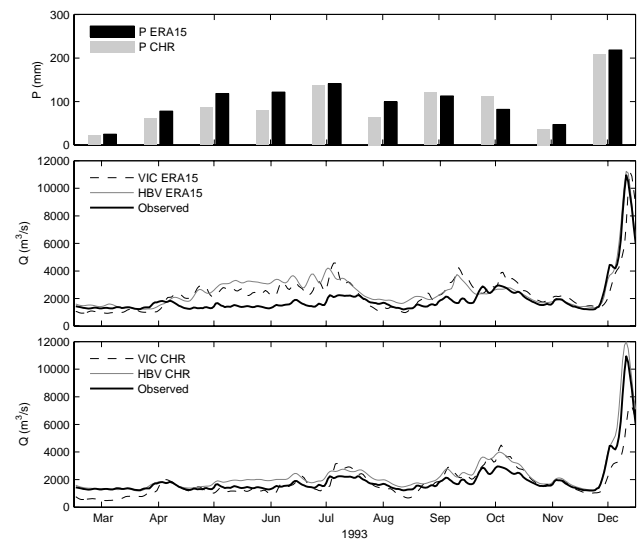 300
200
100
0
P (mm)
P ERA15
P CHR
12000
10000
8000
6000
4000
2000
0
Q (m³/s)
VIC ERA15
HBV ERA15
Observed
12000
10000
8000
6000
4000
2000
0
Q (m³/s)
VIC CHR
HBV CHR
Observed
Mar Apr May Jun Jul Aug Sep Oct Nov Dec
1993